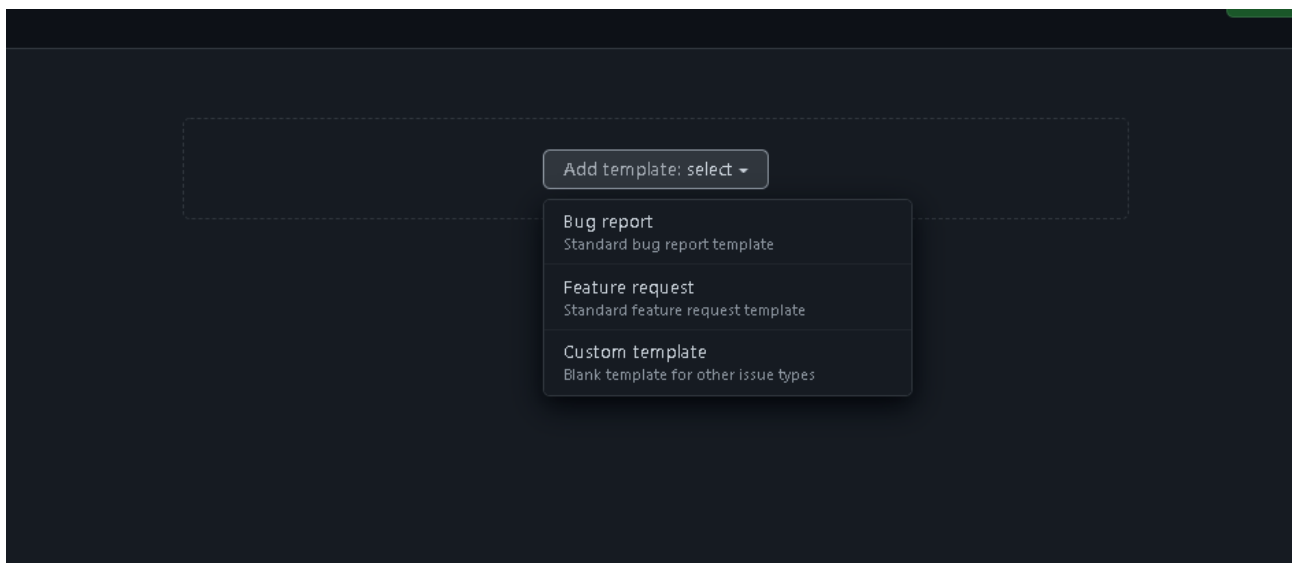 Add template: select
Bug report
Standard bug report template
Feature request
Standard feature request template
Custom template
Blank template for other issue types